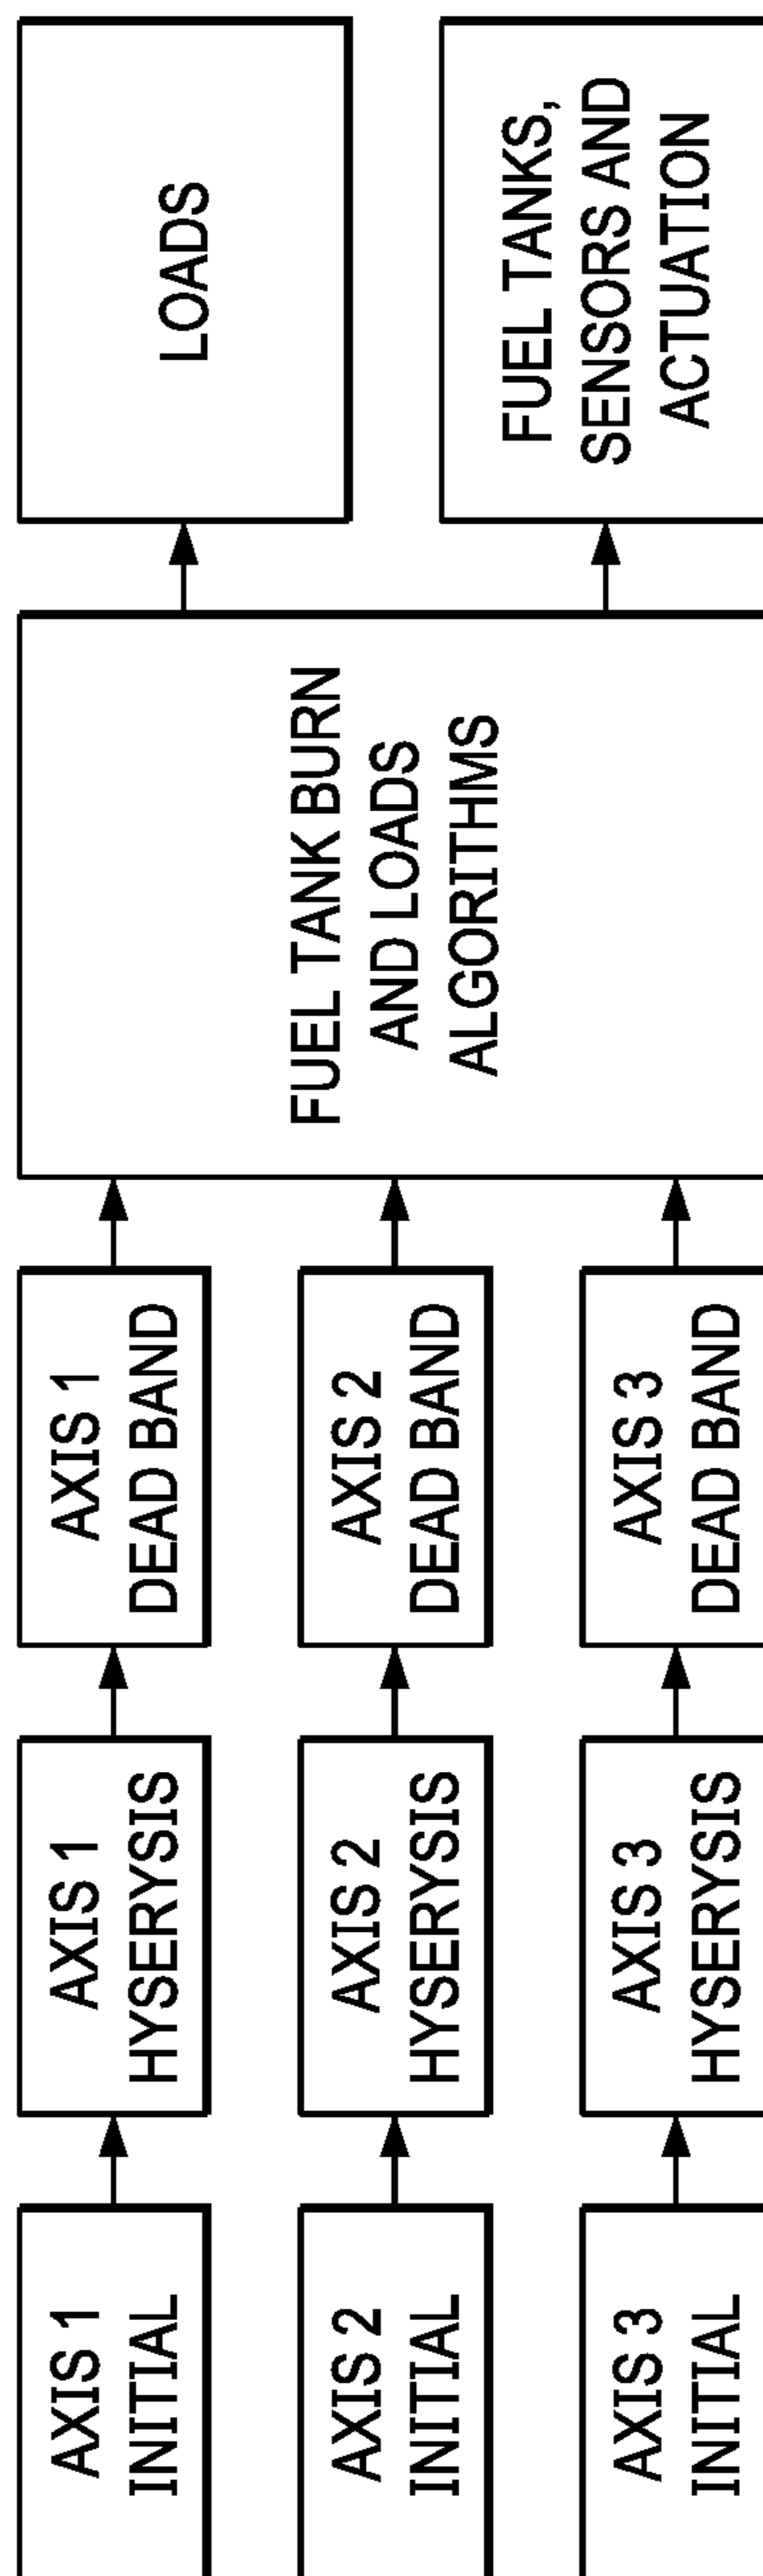 AXIS 1
INITIAL
AXIS 1
HYSERYSIS
AXIS 1
DEAD BAND
AXIS 2
INITIAL
AXIS 2
HYSERYSIS
AXIS 2
DEAD BAND
AXIS 3
INITIAL
AXIS 3
HYSERYSIS
AXIS 3
DEAD BAND
FUEL TANK BURN
AND LOADS
ALGORITHMS
LOADS
FUEL TANKS,
SENSORS AND
ACTUATION